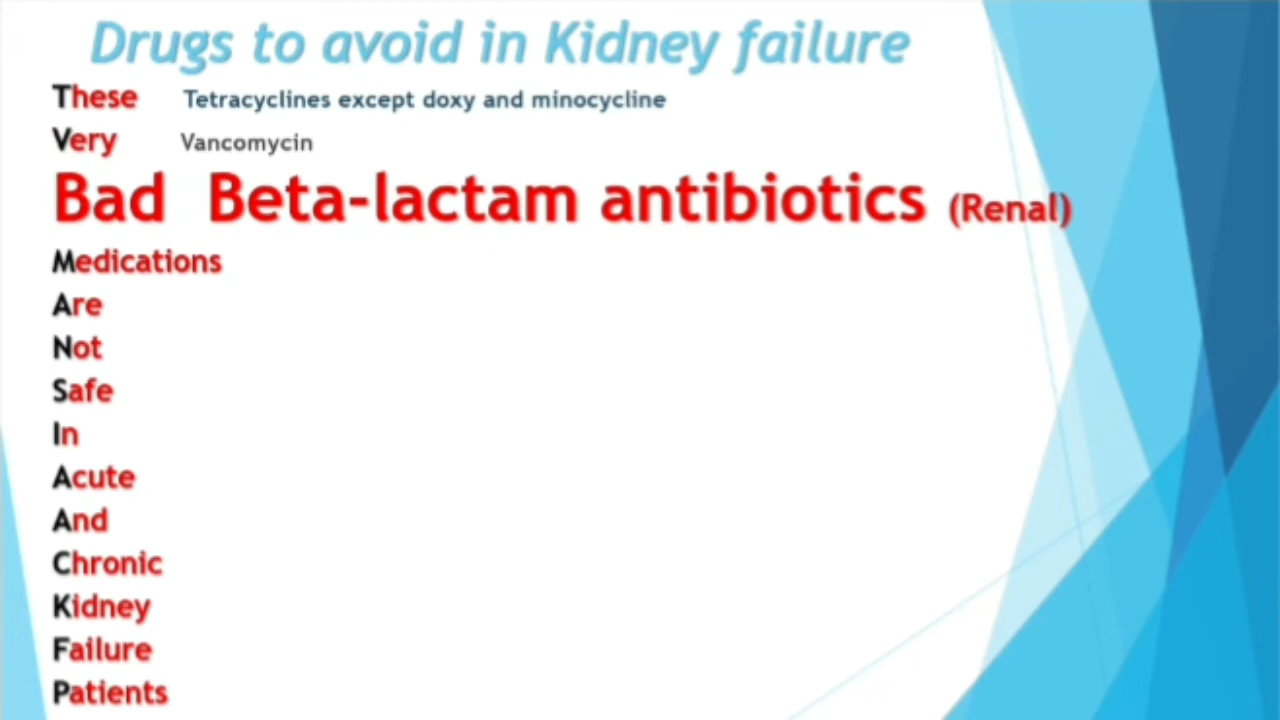 Drugs to avoid in Kidney failure
These Tetracyclines except doxy and minocycline
Very Vancomycin
Bad Beta-lactam antibiotics (Renal)
Medications
Are
Not
Safe
In
Acute
And
Chronic
Kidney
Failure
Patients